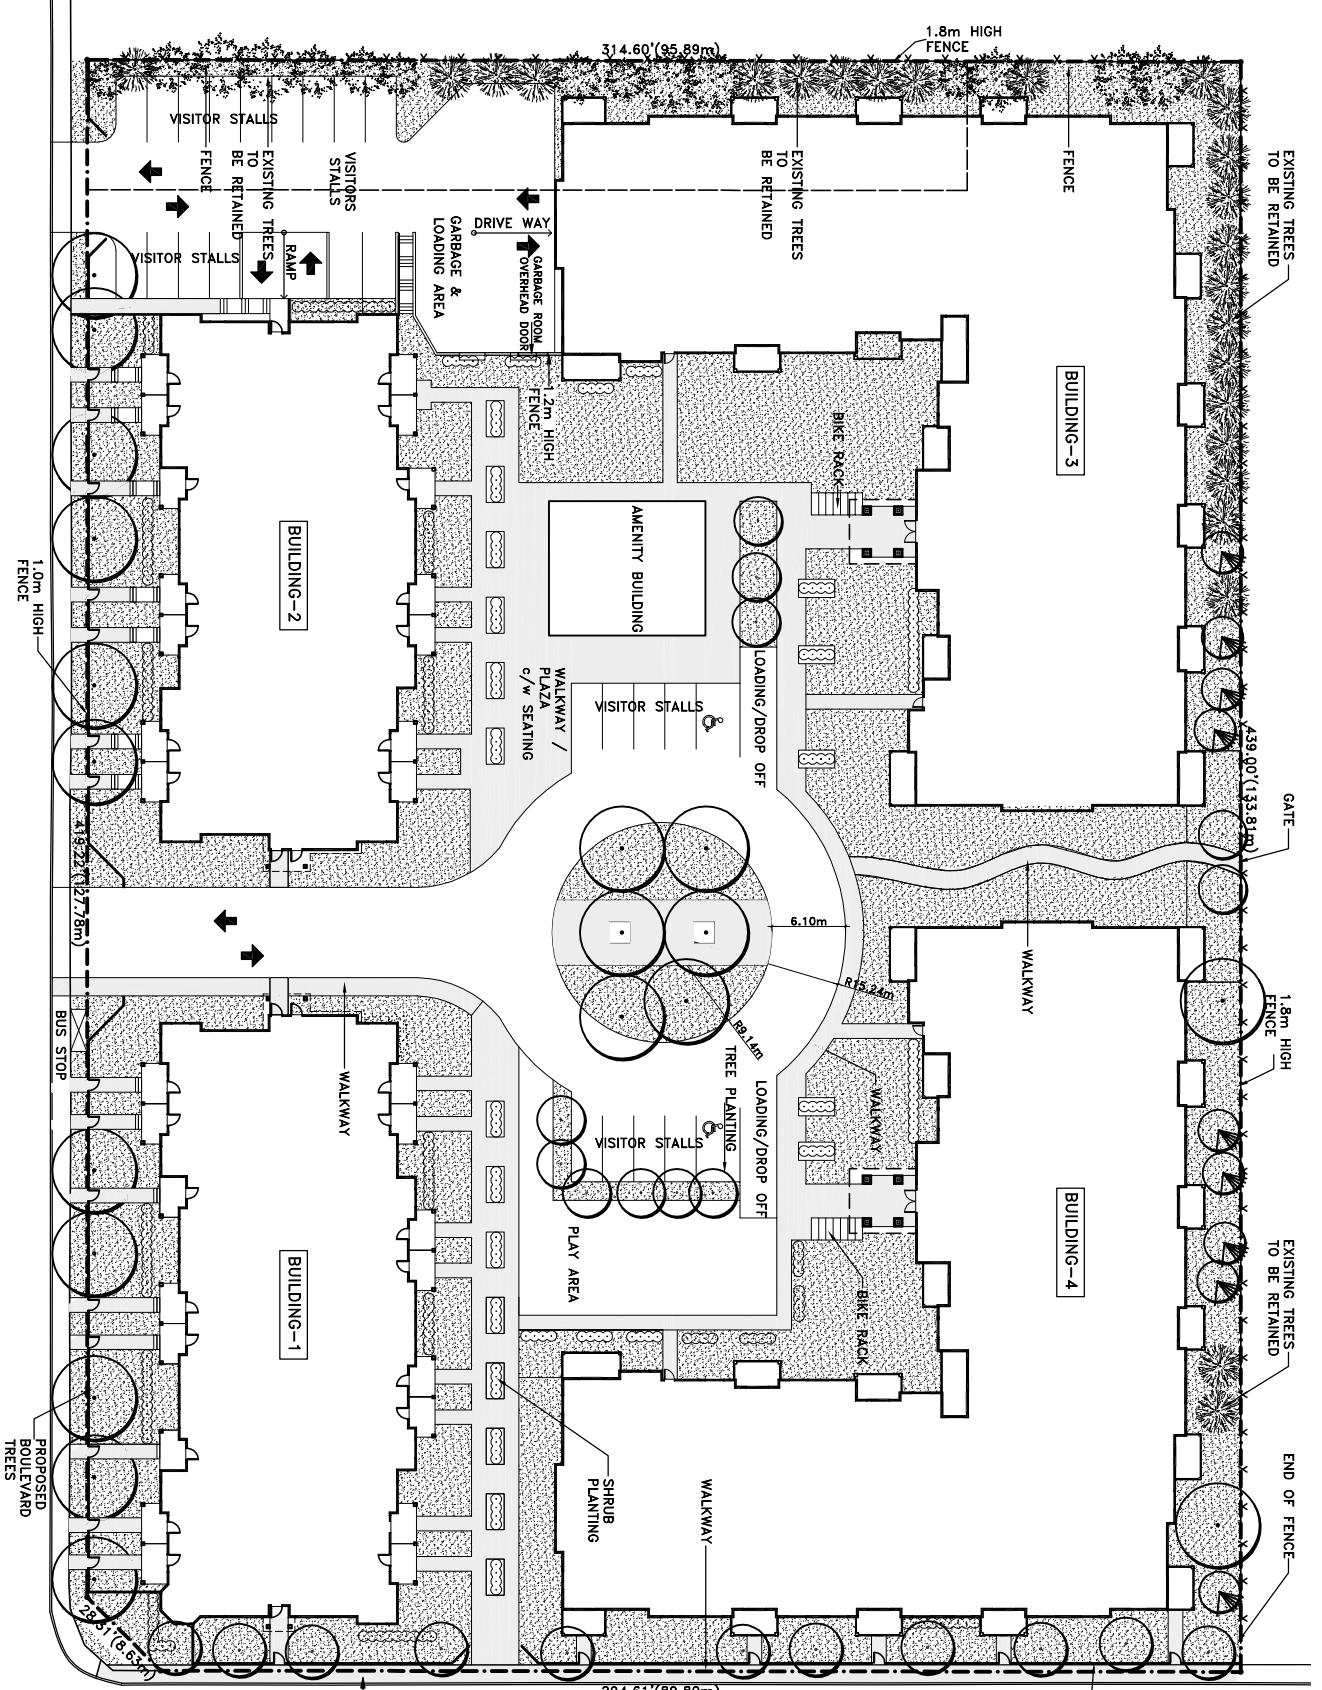 314.60'(95.89m)
1.8m HIGH
FENCE
VISITOR STALLS
EXISTING TREES
TO
BE RETAINED
FENCE
VISITORS
STALLS
EXISTING TREES
TO
BE RETAINED
FENCE
EXISTING TREES
TO BE RETAINED
VISITOR STALLS
RAMP
GARBAGE &
LOADING AREA
DRIVE WAY
GARBAGE ROOM
OVERHEAD DOOR
1.2m HIGH
FENCE
BUILDING-3
BIKE RACK
BUILDING-2
AMENITY BUILDING
1.0m HIGH
FENCE
WALKWAY /
PLAZA
c/w SEATING
VISITOR STALLS
LOADING/DROP OFF
439.00'(133.81m)
GATE
419.22'(127.78m)
6.10m
R15.24m
R9.14m
WALKWAY
1.8m HIGH
FENCE
BUS STOP
WALKWAY
TREE PLANTING
LOADING/DROP OFF
WALKWAY
VISITOR STALLS
PLAY AREA
BUILDING-1
BUILDING-4
BIKE RACK
EXISTING TREES
TO BE RETAINED
PROPOSED
BOULEVARD
TREES
SHRUB
PLANTING
WALKWAY
END OF FENCE
28.31'(8.63m)